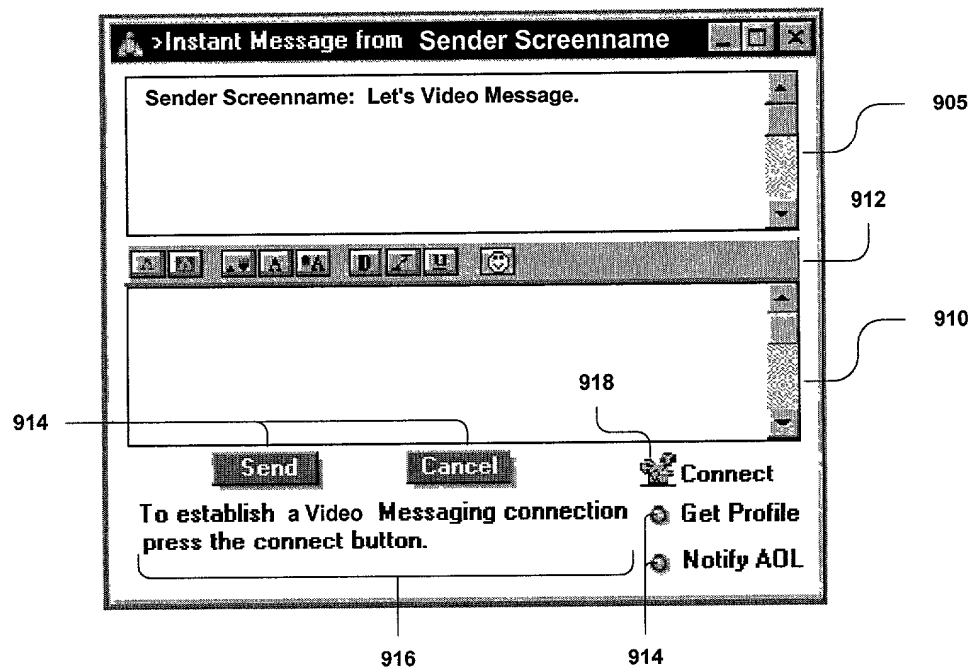 >Instant Message from Sender Screenname
Sender Screenname: Let's Video Message.
905
912
A A A D U
910
918
914
Send Cancel Connect
To establish a Video Messaging connection
press the connect button.
Get Profile
Notify AOL
916 914